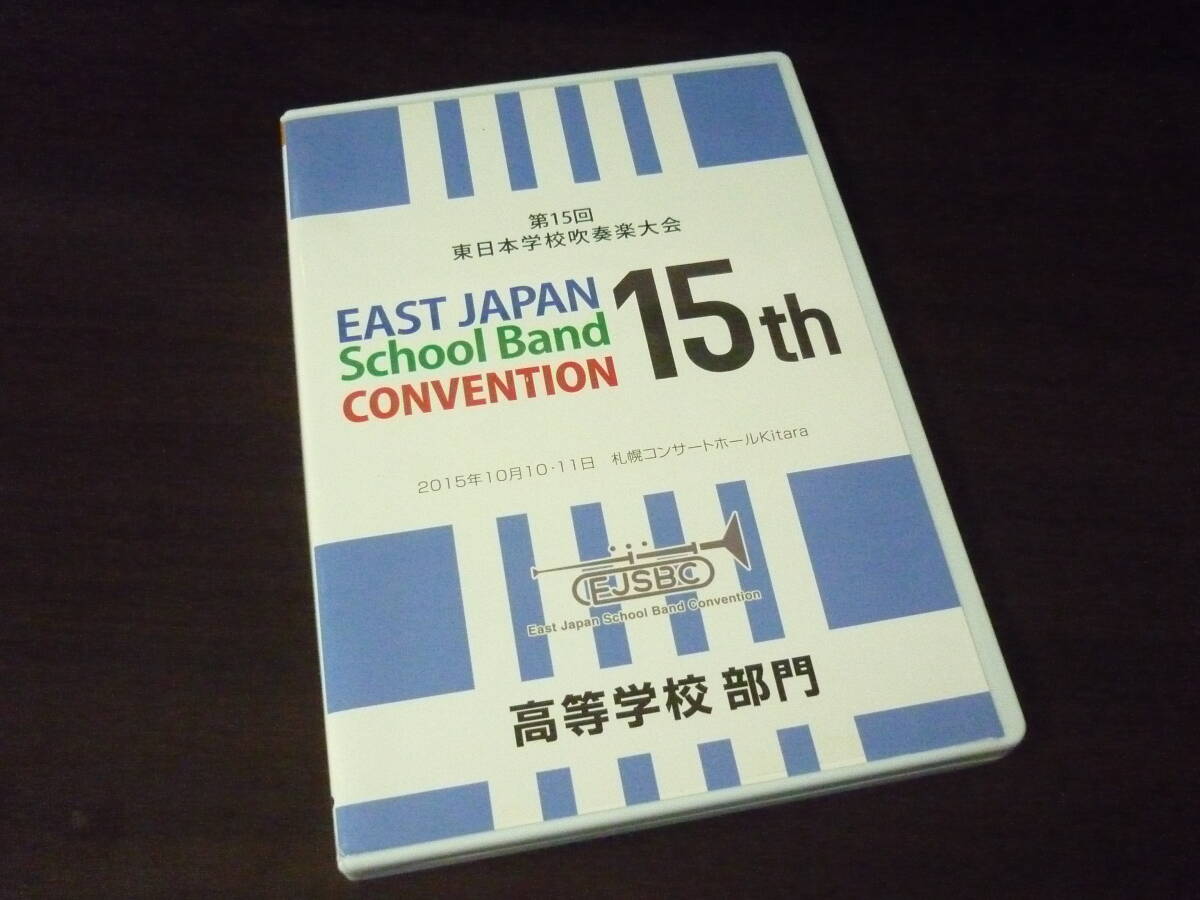 第15回
東日本学校吹奏楽大会
EAST JAPAN
School Band
CONVENTION
15th
2015年10月10・11日 札幌コンサートホールKitara
EJSBC
East Japan School Band Convention
高等学校 部門